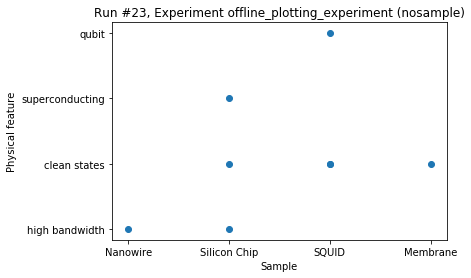 Run #23, Experiment offline_plotting_experiment (nosample)
qubit
superconducting
clean states
high bandwidth
Physical feature
Nanowire
Silicon Chip
SQUID
Membrane
Sample